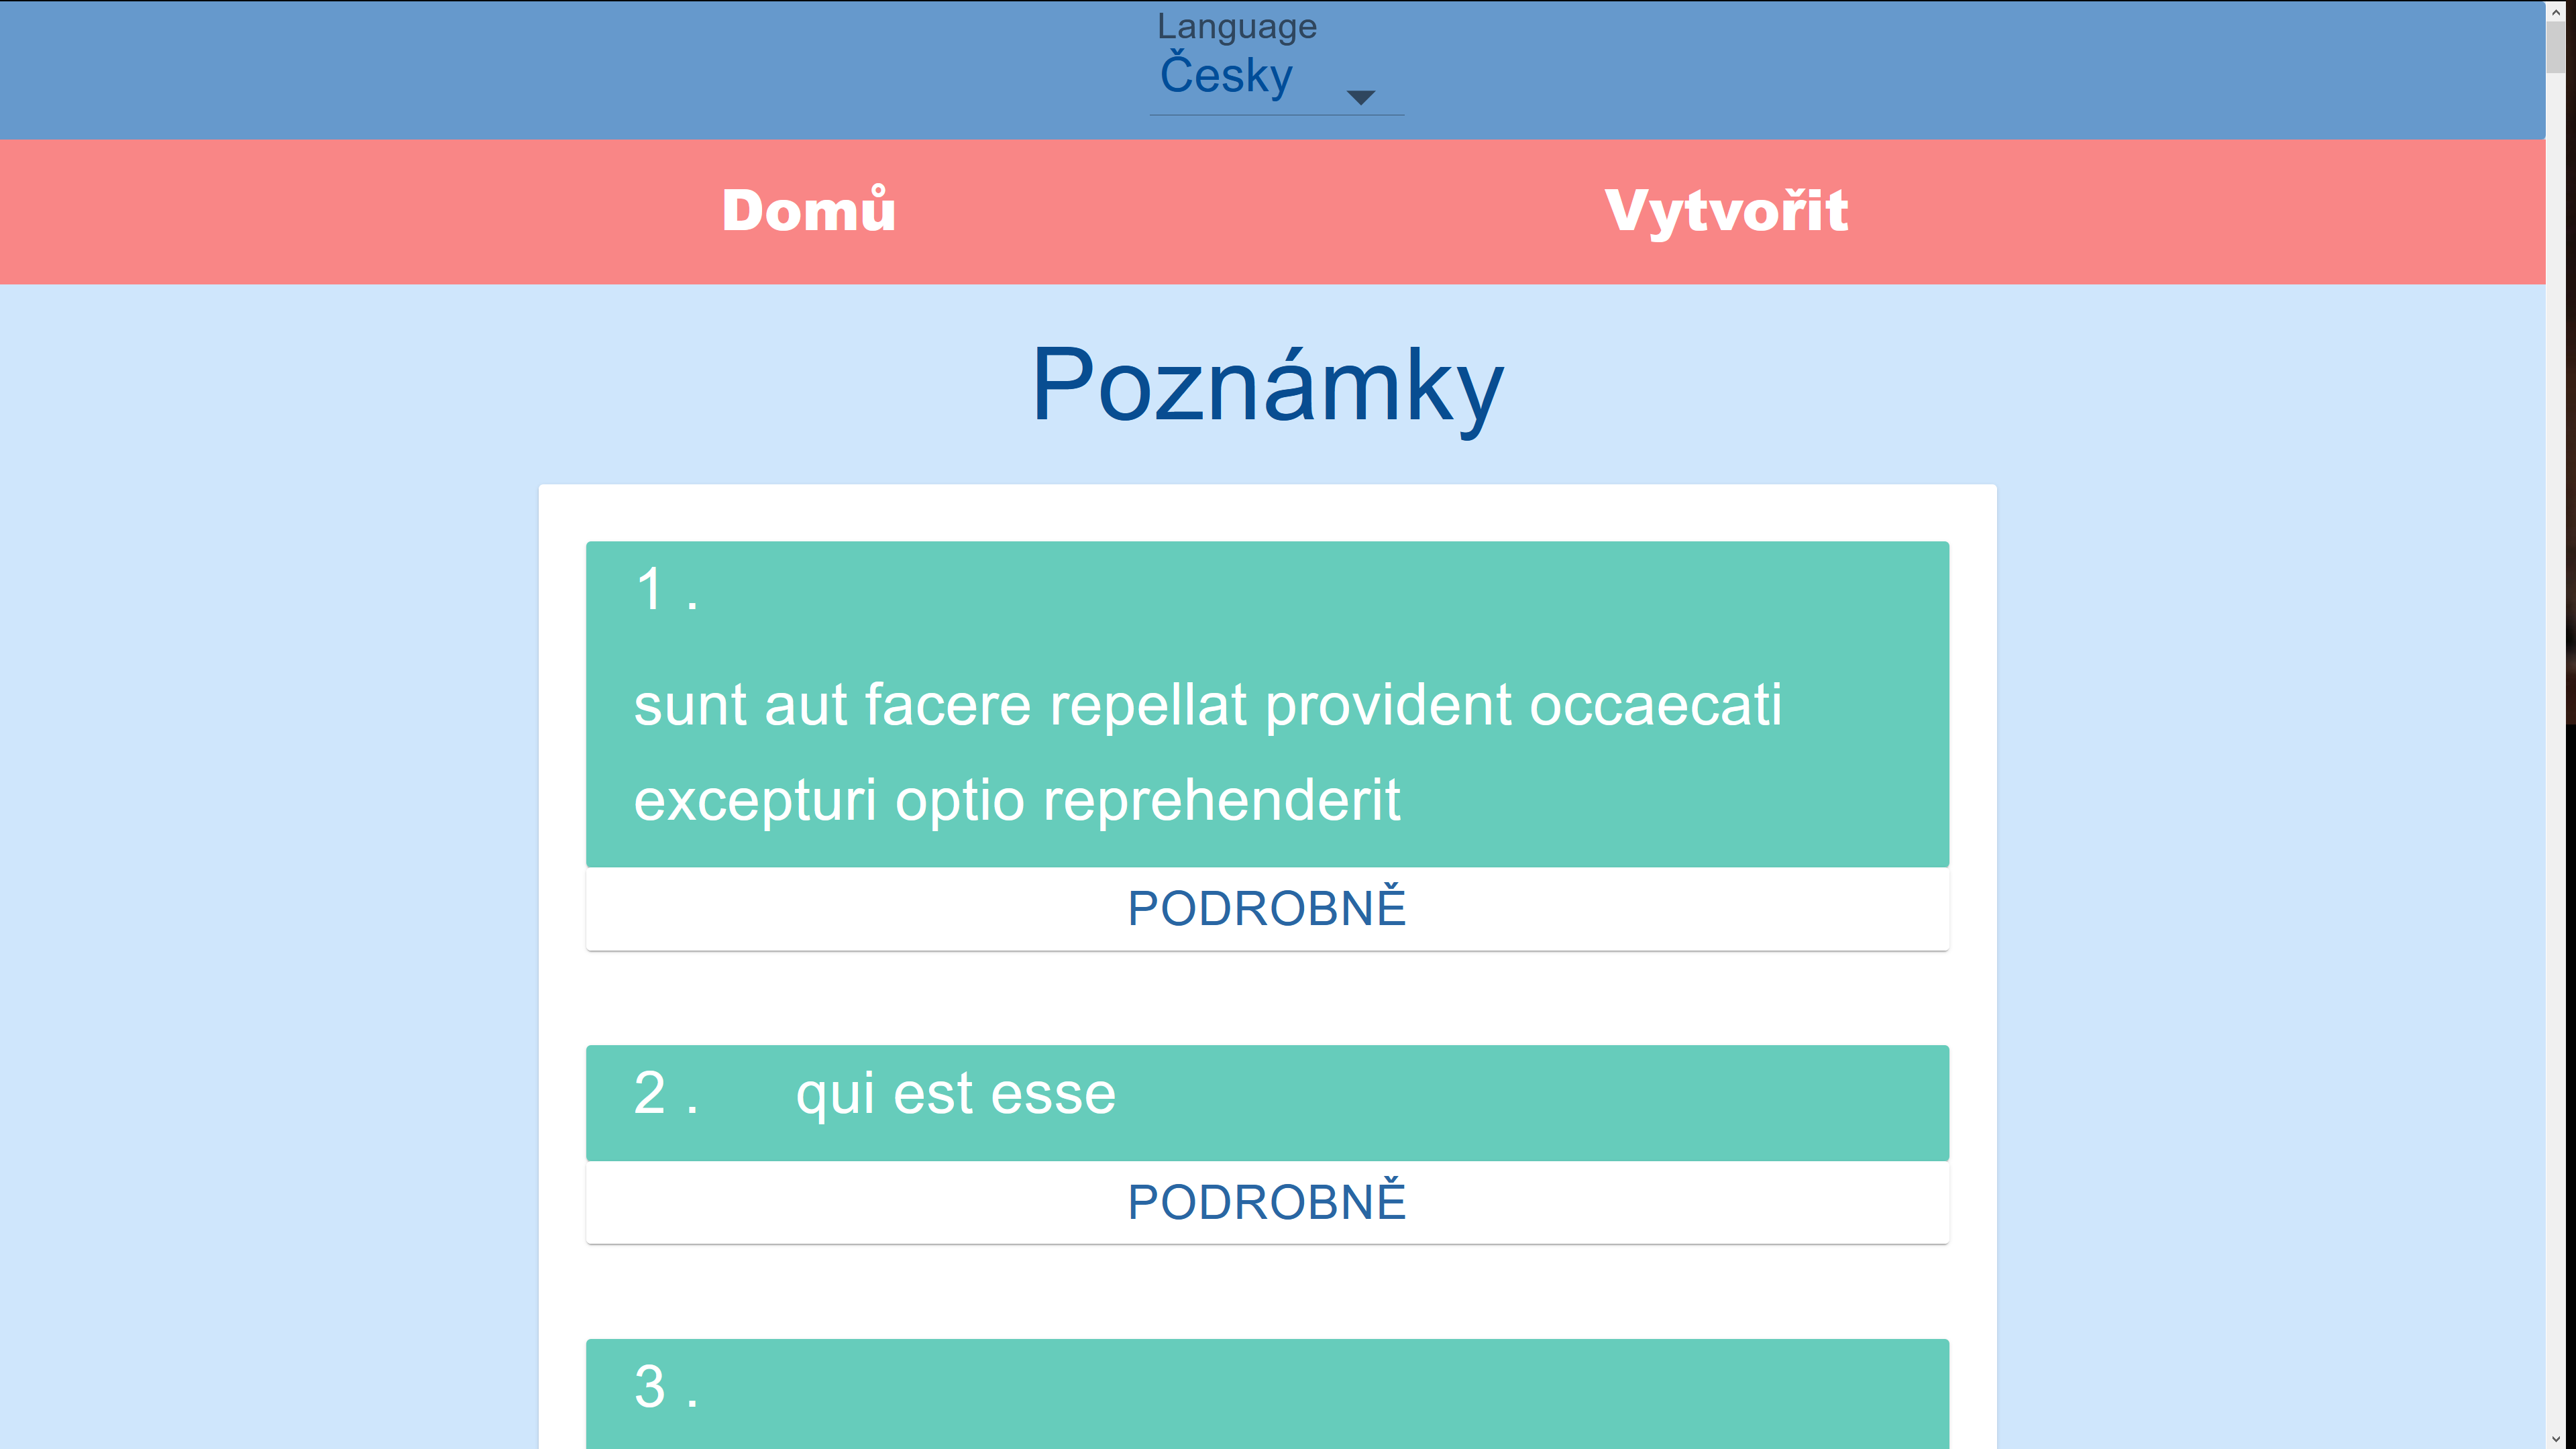 Language
Česky
Domů
Vytvořit
Poznámky
1 .
sunt aut facere repellat provident occaecati
excepturi optio reprehenderit
PODROBNĚ
2 . qui est esse
PODROBNĚ
3 .